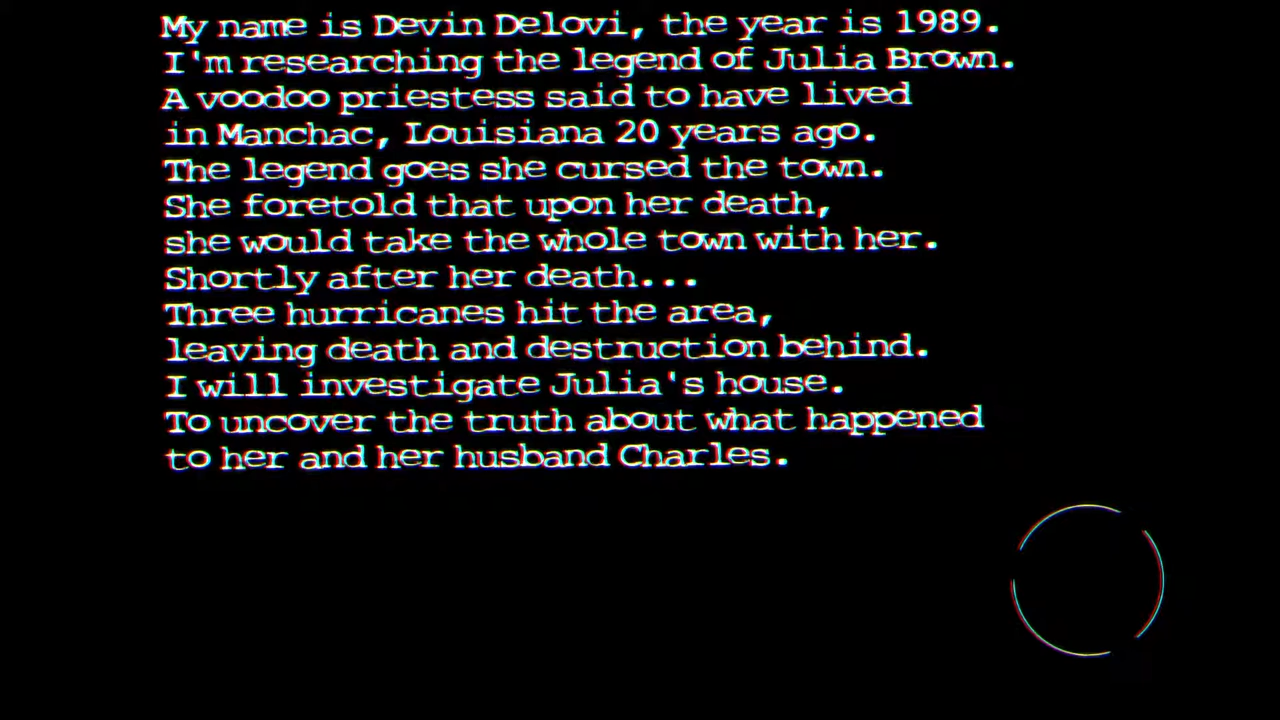 My name is Devin Delovi, the year is 1989.
I'm researching the legend of Julia Brown.
A voodoo priestess said to have lived
in Manchac, Louisiana 20 years ago.
The legend goes she cursed the town.
She foretold that upon her death,
she would take the whole town with her.
Shortly after her death...
Three hurricanes hit the area,
leaving death and destruction behind.
I will investigate Julia's house.
To uncover the truth about what happened
to her and her husband Charles.